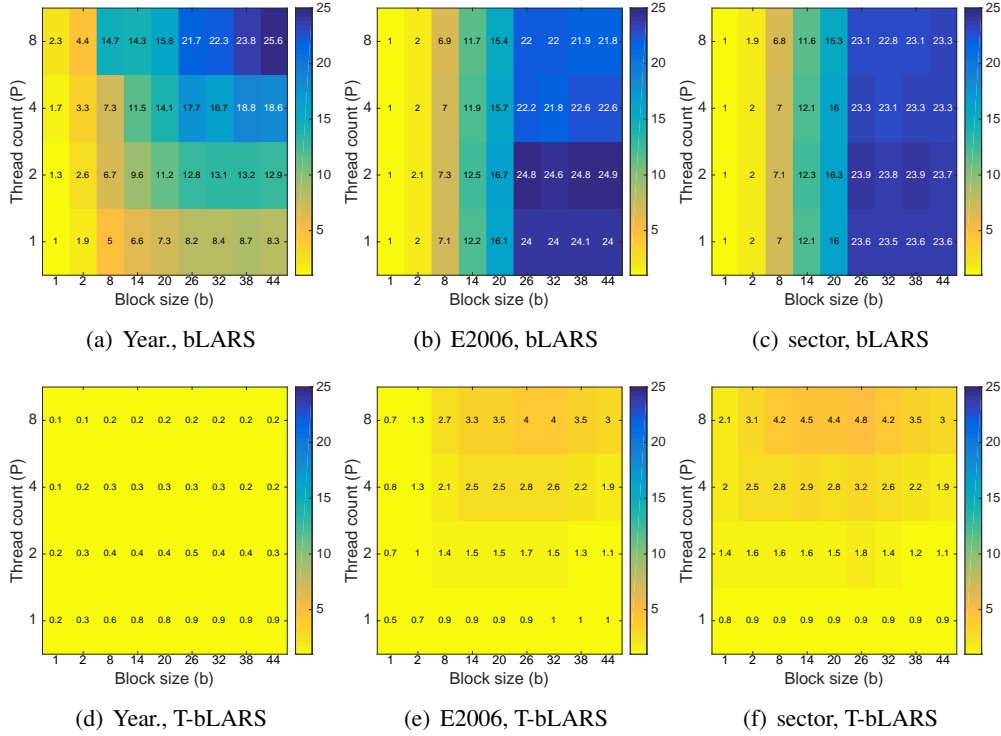 8 2.3 4.4 14.7 14.3 15.8 21.7 22.3 23.8 25.6
4 1.7 3.3 7.3 11.5 14.1 17.7 16.7 18.8 18.6
2 1.3 2.6 6.7 9.6 11.2 12.8 13.1 13.2 12.9
1 1 1.9 5 6.6 7.3 8.2 8.4 8.7 8.3
1 2 8 14 20 26 32 38 44
Thread count (P)
Block size (b)
25
20
15
10
5
(a) Year., bLARS
8 1 2 6.9 11.7 15.4 22 22 21.9 21.8
4 1 2 7 11.9 15.7 22.2 21.8 22.6 22.6
2 1 2.1 7.3 12.5 16.7 24.8 24.6 24.8 24.9
1 1 2 7.1 12.2 16.1 24 24 24.1 24
1 2 8 14 20 26 32 38 44
Thread count (P)
Block size (b)
25
20
15
10
5
(b) E2006, bLARS
8 1 1.9 6.8 11.6 15.3 23.1 22.8 23.1 23.3
4 1 2 7 12.1 16 23.3 23.1 23.3 23.3
2 1 2 7.1 12.3 16.3 23.9 23.8 23.9 23.7
1 1 2 7 12.1 16 23.6 23.5 23.6 23.6
1 2 8 14 20 26 32 38 44
Thread count (P)
Block size (b)
25
20
15
10
5
(c) sector, bLARS
8 0.1 0.1 0.2 0.2 0.2 0.2 0.2 0.2 0.2
4 0.1 0.2 0.3 0.3 0.3 0.3 0.3 0.2 0.2
2 0.2 0.3 0.4 0.4 0.4 0.5 0.4 0.4 0.3
1 0.2 0.3 0.6 0.8 0.9 0.9 0.9 0.9 0.9
1 2 8 14 20 26 32 38 44
Thread count (P)
Block size (b)
25
20
15
10
5
(d) Year., T-bLARS
8 0.7 1.3 2.7 3.3 3.5 4 4 3.5 3
4 0.8 1.3 2.1 2.5 2.5 2.8 2.6 2.2 1.9
2 0.7 1 1.4 1.5 1.5 1.7 1.5 1.3 1.1
1 0.5 0.7 0.9 0.9 0.9 0.9 1 1 1
1 2 8 14 20 26 32 38 44
Thread count (P)
Block size (b)
25
20
15
10
5
(e) E2006, T-bLARS
8 2.1 3.1 4.2 4.5 4.4 4.8 4.2 3.5 3
4 2 2.5 2.8 2.9 2.8 3.2 2.6 2.2 1.9
2 1.4 1.6 1.6 1.5 1.6 1.8 1.4 1.2 1.1
1 0.8 0.9 0.9 0.9 0.9 0.9 0.9 0.9 0.9
1 2 8 14 20 26 32 38 44
Thread count (P)
Block size (b)
25
20
15
10
5
(f) sector, T-bLARS